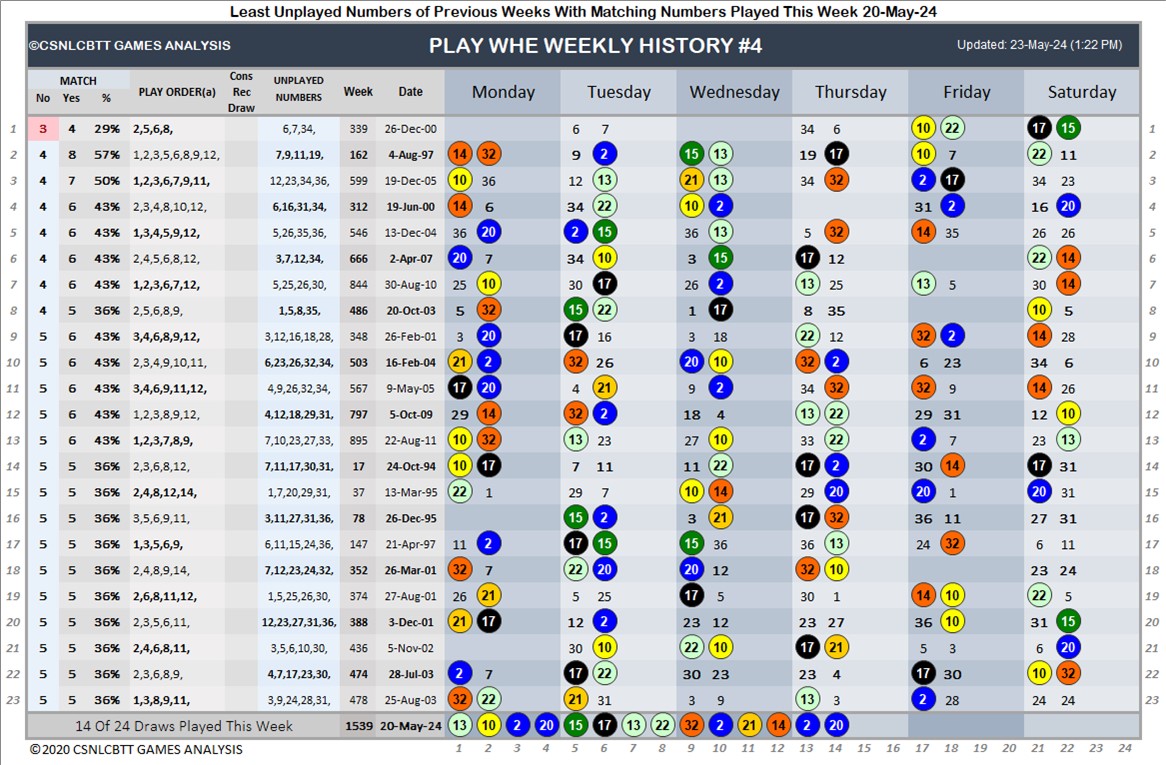 Least Unplayed Numbers of Previous Weeks With Matching Numbers Played This Week 20-May-24
©CSNLCBTT GAMES ANALYSIS PLAY WHE WEEKLY HISTORY #4 Updated: 23-May-24 (1:22 PM)
MATCH PLAY ORDER(a) Cons Rec Draw UNPLAYED NUMBERS Week Date Monday Tuesday Wednesday Thursday Friday Saturday
No Yes %
1 3 4 29% 2,5,6,8, 6,7,34, 339 26-Dec-00 6 7 34 6 10 22 17 15 1
2 4 8 57% 1,2,3,5,6,8,9,12, 7,9,11,19, 162 4-Aug-97 14 32 9 2 15 13 19 17 10 7 22 11 2
3 4 7 50% 1,2,3,6,7,9,11, 12,23,34,36, 599 19-Dec-05 10 36 12 13 21 13 34 32 2 17 34 23 3
4 4 6 43% 2,3,4,8,10,12, 6,16,31,34, 312 19-Jun-00 14 6 34 22 10 2 31 2 16 20 4
5 4 6 43% 1,3,4,5,9,12, 5,26,35,36, 546 13-Dec-04 36 20 2 15 36 13 5 32 14 35 26 26 5
6 4 6 43% 2,4,5,6,8,12, 3,7,12,34, 666 2-Apr-07 20 7 34 10 3 15 17 12 22 14 6
7 4 6 43% 1,2,3,6,7,12, 5,25,26,30, 844 30-Aug-10 25 10 30 17 26 2 13 25 13 5 30 14 7
8 4 5 36% 2,5,6,8,9, 1,5,8,35, 486 20-Oct-03 5 32 15 22 1 17 8 35 10 5 8
9 5 6 43% 3,4,6,8,9,12, 3,12,16,18,28, 348 26-Feb-01 3 20 17 16 3 18 22 12 32 2 14 28 9
10 5 6 43% 2,3,4,9,10,11, 6,23,26,32,34, 503 16-Feb-04 21 2 32 26 20 10 32 2 6 23 34 6 10
11 5 6 43% 3,4,6,9,11,12, 4,9,26,32,34, 567 9-May-05 17 20 4 21 9 2 34 32 32 9 14 26 11
12 5 6 43% 1,2,3,8,9,12, 4,12,18,29,31, 797 5-Oct-09 29 14 32 2 18 4 13 22 29 31 12 10 12
13 5 6 43% 1,2,3,7,8,9, 7,10,23,27,33, 895 22-Aug-11 10 32 13 23 27 10 33 22 2 7 23 13 13
14 5 5 36% 2,3,6,8,12, 7,11,17,30,31, 17 24-Oct-94 10 17 7 11 11 22 17 2 30 14 17 31 14
15 5 5 36% 2,4,8,12,14, 1,7,20,29,31, 37 13-Mar-95 22 1 29 7 10 14 29 20 20 1 20 31 15
16 5 5 36% 3,5,6,9,11, 3,11,27,31,36, 78 26-Dec-95 15 2 3 21 17 32 36 11 27 31 16
17 5 5 36% 1,3,5,6,9, 6,11,15,24,36, 147 21-Apr-97 11 2 17 15 15 36 36 13 24 32 6 11 17
18 5 5 36% 2,4,8,9,14, 7,12,23,24,32, 352 26-Mar-01 32 7 22 20 20 12 32 10 23 24 18
19 5 5 36% 2,6,8,11,12, 1,5,25,26,30, 374 27-Aug-01 26 21 5 25 17 5 30 1 14 10 22 5 19
20 5 5 36% 2,3,5,6,11, 12,23,27,31,36, 388 3-Dec-01 21 17 12 2 23 12 23 27 36 10 31 15 20
21 5 5 36% 2,4,6,8,11, 3,5,6,10,30, 436 5-Nov-02 30 10 22 10 17 21 5 3 6 20 21
22 5 5 36% 2,3,6,8,9, 4,7,17,23,30, 474 28-Jul-03 2 7 17 22 30 23 23 4 17 30 10 32 22
23 5 5 36% 1,3,8,9,11, 3,9,24,28,31, 478 25-Aug-03 32 22 21 31 3 9 13 3 2 28 24 24 23
14 Of 24 Draws Played This Week 1539 20-May-24 13 10 2 20 15 17 13 22 32 2 21 14 2 20
©2020 CSNLCBTT GAMES ANALYSIS 1 2 3 4 5 6 7 8 9 10 11 12 13 14 15 16 17 18 19 20 21 22 23 24